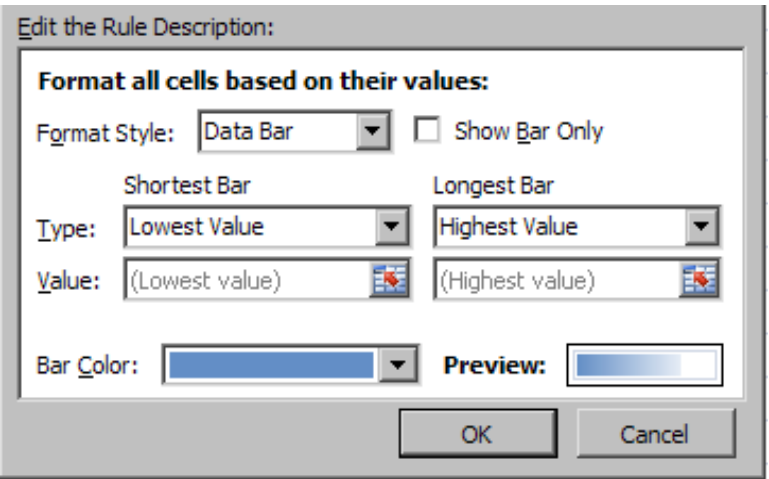 Edit the Rule Description:
Format all cells based on their values:
Format Style: Data Bar Show Bar Only
Shortest Bar Longest Bar
Type: Lowest Value Highest Value
Value: (Lowest value) (Highest value)
Bar Color: Preview:
OK Cancel